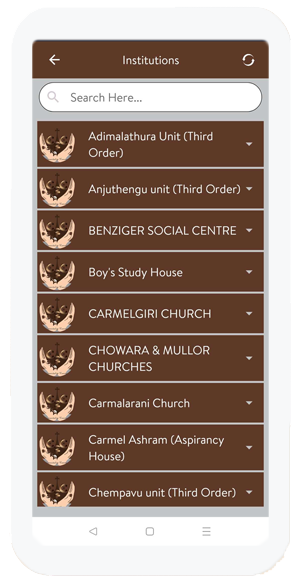 Institutions
Search Here...
Adimalathura Unit (Third
Order)
Anjuthengu unit (Third Order)
BENZIGER SOCIAL CENTRE
Boy's Study House
CARMELGIRI CHURCH
CHOWARA & MULLOR
CHURCHES
Carmalarani Church
Carmel Ashram (Aspirancy
House)
Chempavu unit (Third Order)